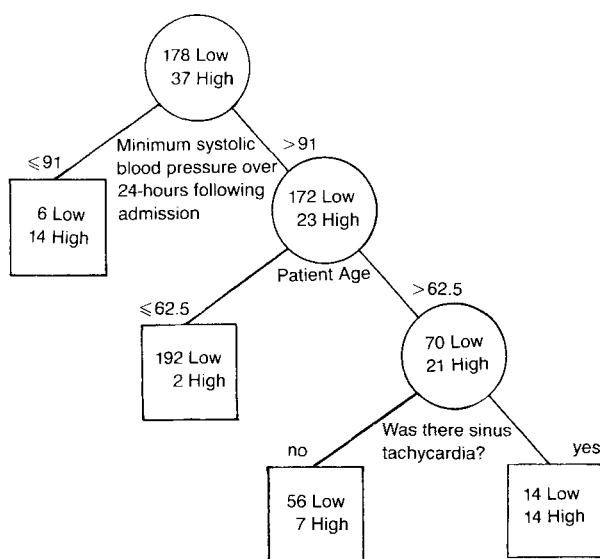 178 Low
37 High
⩽91
Minimum systolic
blood pressure over
24-hours following
admission
>91
6 Low
14 High
172 Low
23 High
Patient Age
⩽62.5
>62.5
192 Low
2 High
70 Low
21 High
no
Was there sinus
tachycardia?
yes
56 Low
7 High
14 Low
14 High